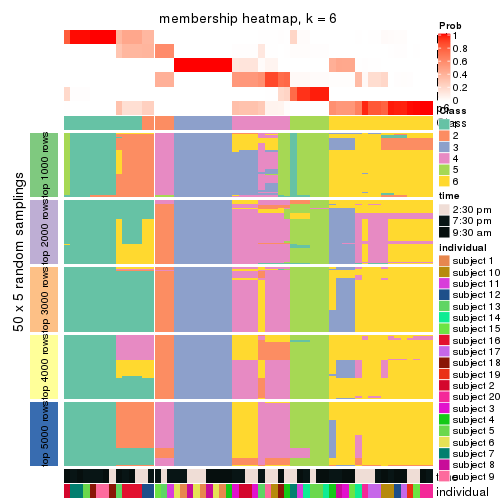 membership heatmap, k = 6
50 x 5 random samplings
top 1000 rows
top 2000 rows
top 3000 rows
top 4000 rows
top 5000 rows
Prob
1
0.8
0.6
0.4
0.2
0
Class
1
2
3
4
5
6
time
2:30 pm
7:30 pm
9:30 am
individual
subject 1
subject 10
subject 11
subject 12
subject 13
subject 14
subject 15
subject 16
subject 17
subject 18
subject 19
subject 2
subject 20
subject 3
subject 4
subject 5
subject 6
subject 7
subject 8
subject 9
individual